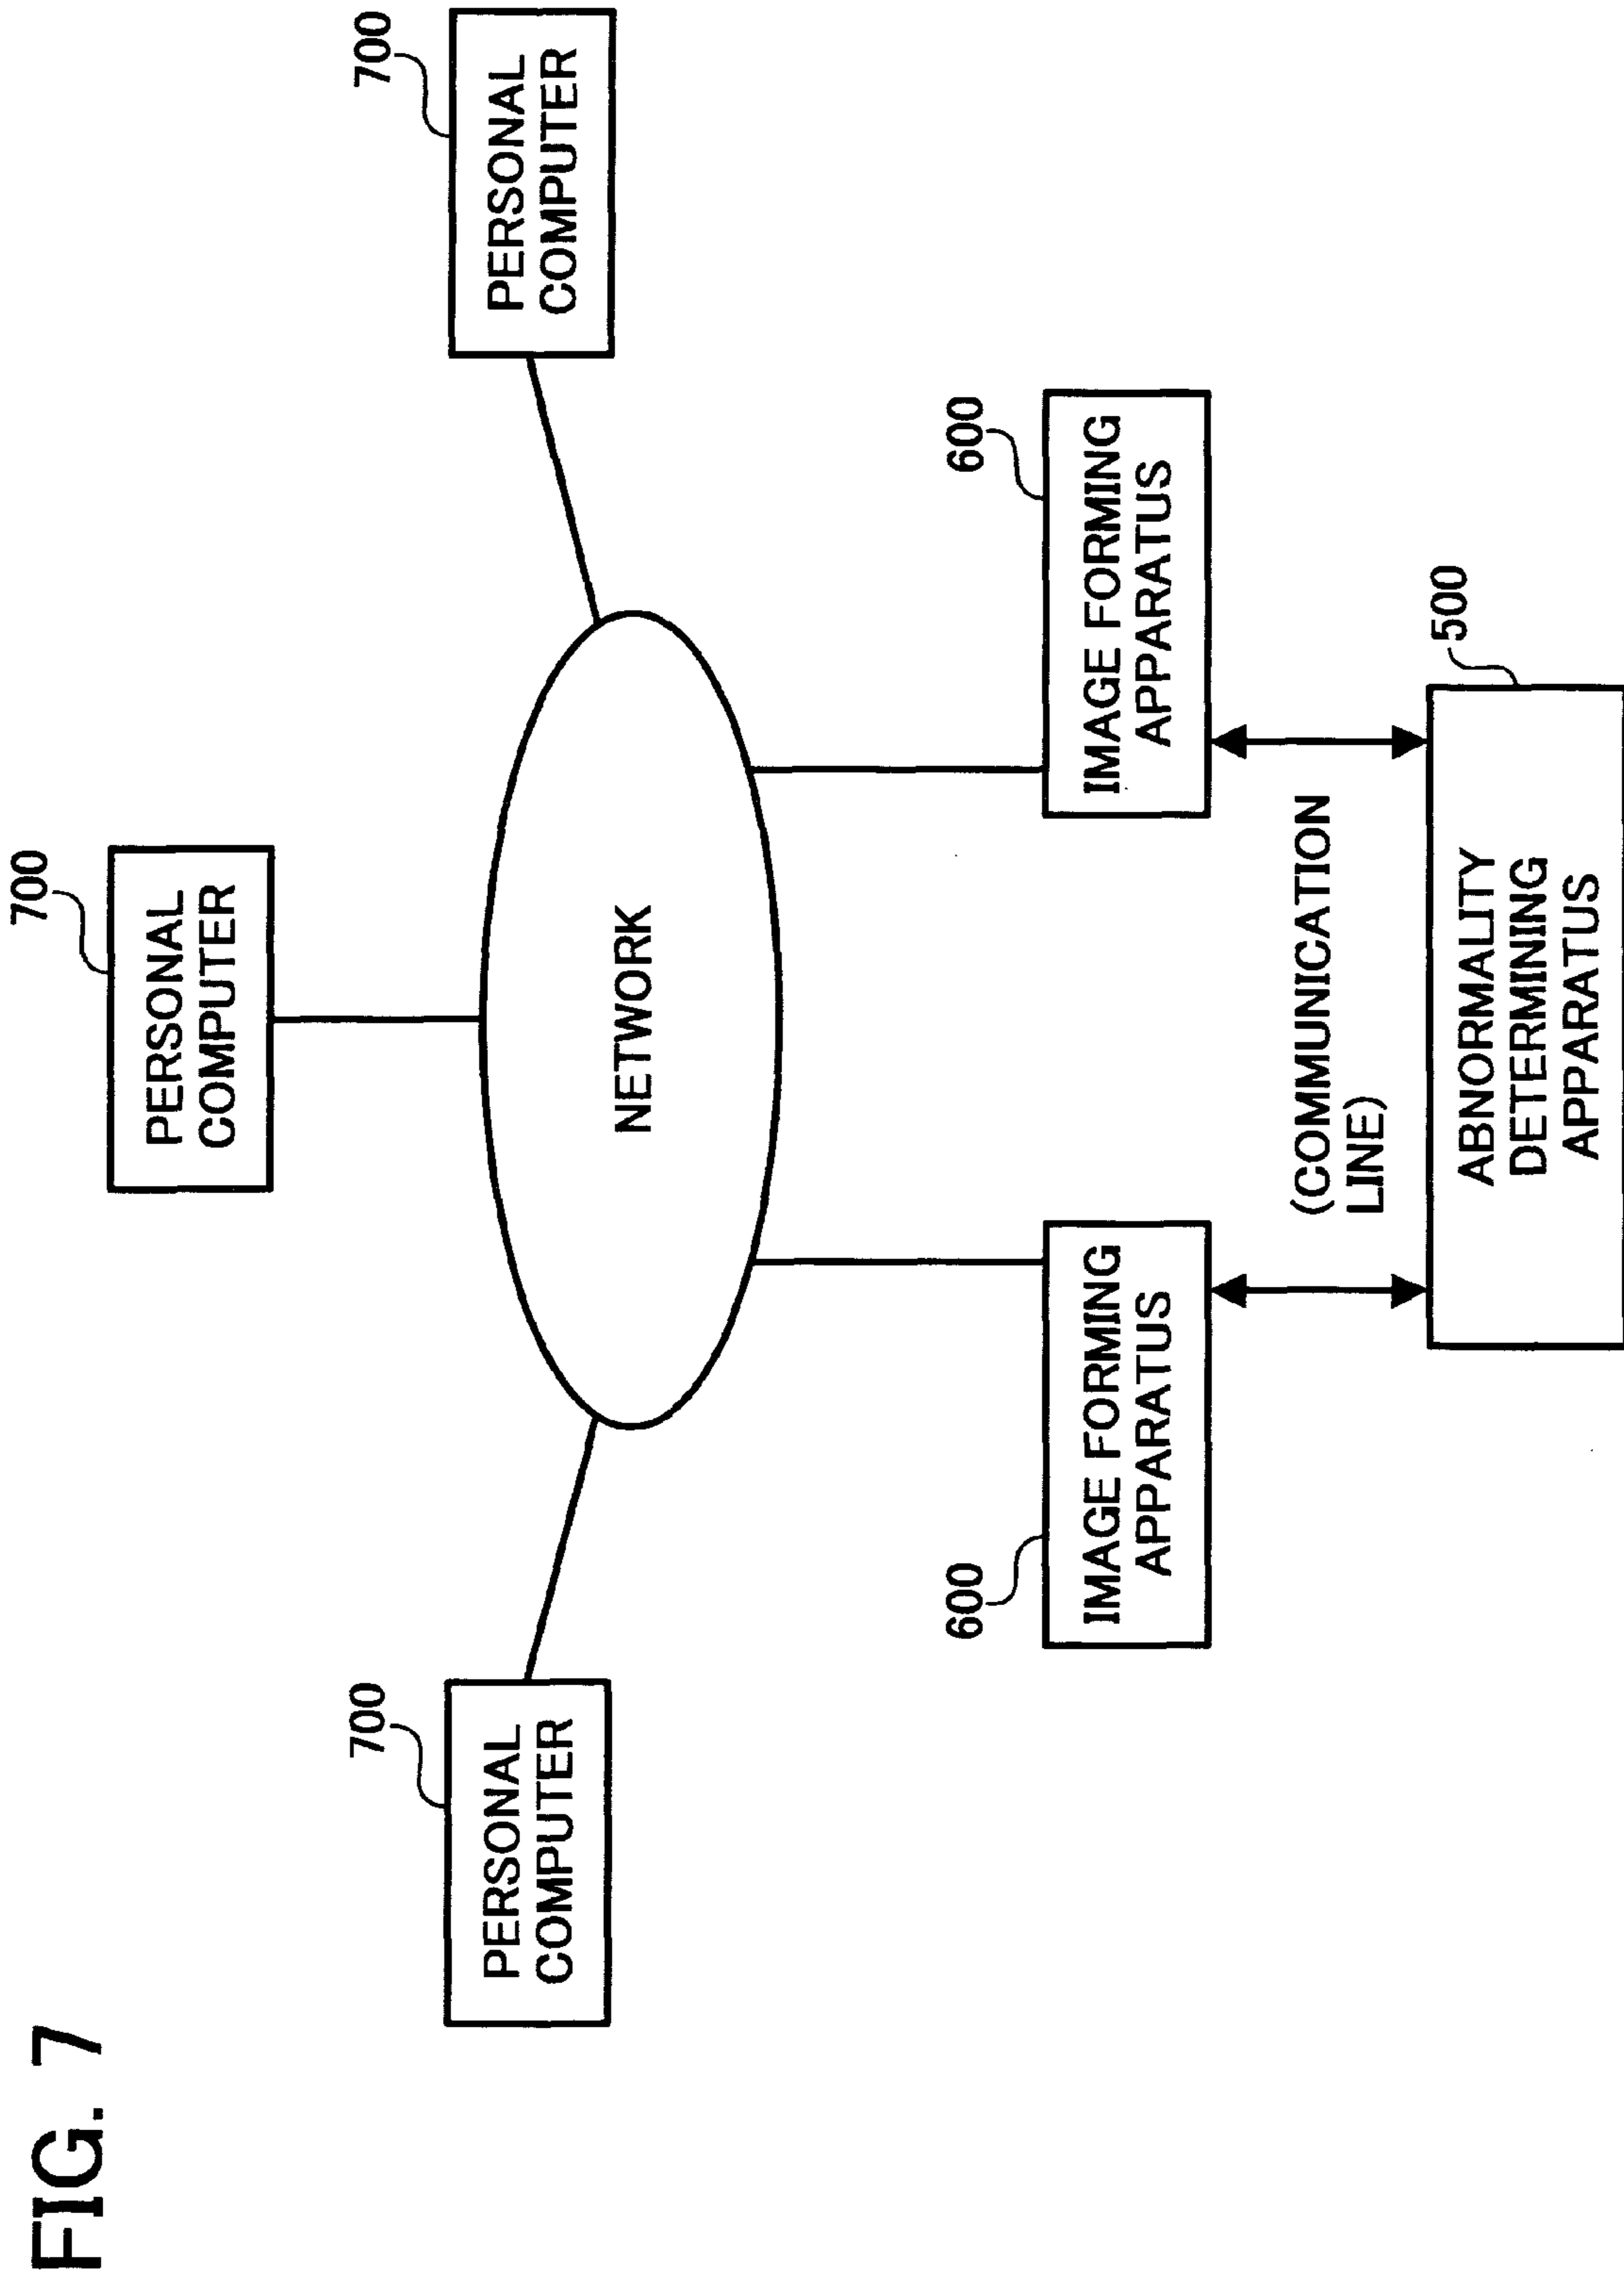 FIG. 7
700
PERSONAL
COMPUTER
700
PERSONAL
COMPUTER
700
PERSONAL
COMPUTER
NETWORK
600
IMAGE FORMING
APPARATUS
600
IMAGE FORMING
APPARATUS
(COMMUNICATION
LINE)
500
ABNORMALITY
DETERMINING
APPARATUS